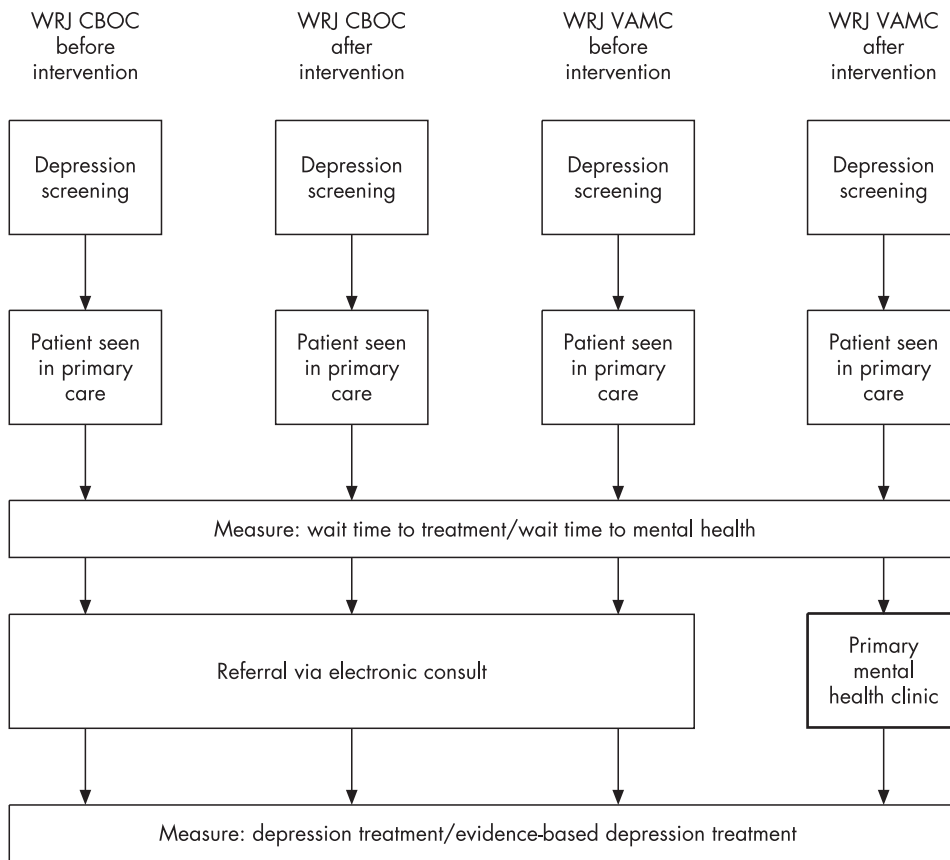 WRJ CBOC
before
intervention
WRJ CBOC
after
intervention
WRJ VAMC
before
intervention
WRJ VAMC
after
intervention
Depression
screening
Depression
screening
Depression
screening
Depression
screening
Patient seen
in primary
care
Patient seen
in primary
care
Patient seen
in primary
care
Patient seen
in primary
care
Measure: wait time to treatment/wait time to mental health
Referral via electronic consult
Primary
mental
health clinic
Measure: depression treatment/evidence-based depression treatment